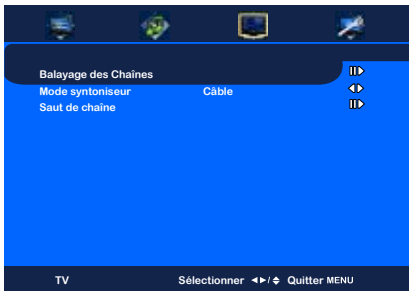 Balayage des Chaînes
Mode syntoniseur Câble
Saut de chaîne
TV Sélectionner ◄►/♦ Quitter MENU